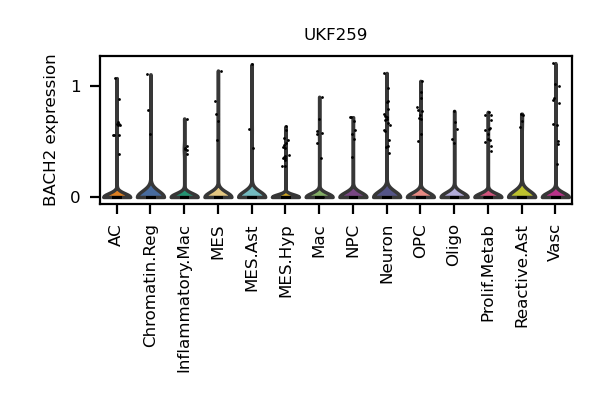 UKF259
BACH2 expression
1
0
AC
Chromatin.Reg
Inflammatory.Mac
MES
MES.Ast
MES.Hyp
Mac
NPC
Neuron
OPC
Oligo
Prolif.Metab
Reactive.Ast
Vasc